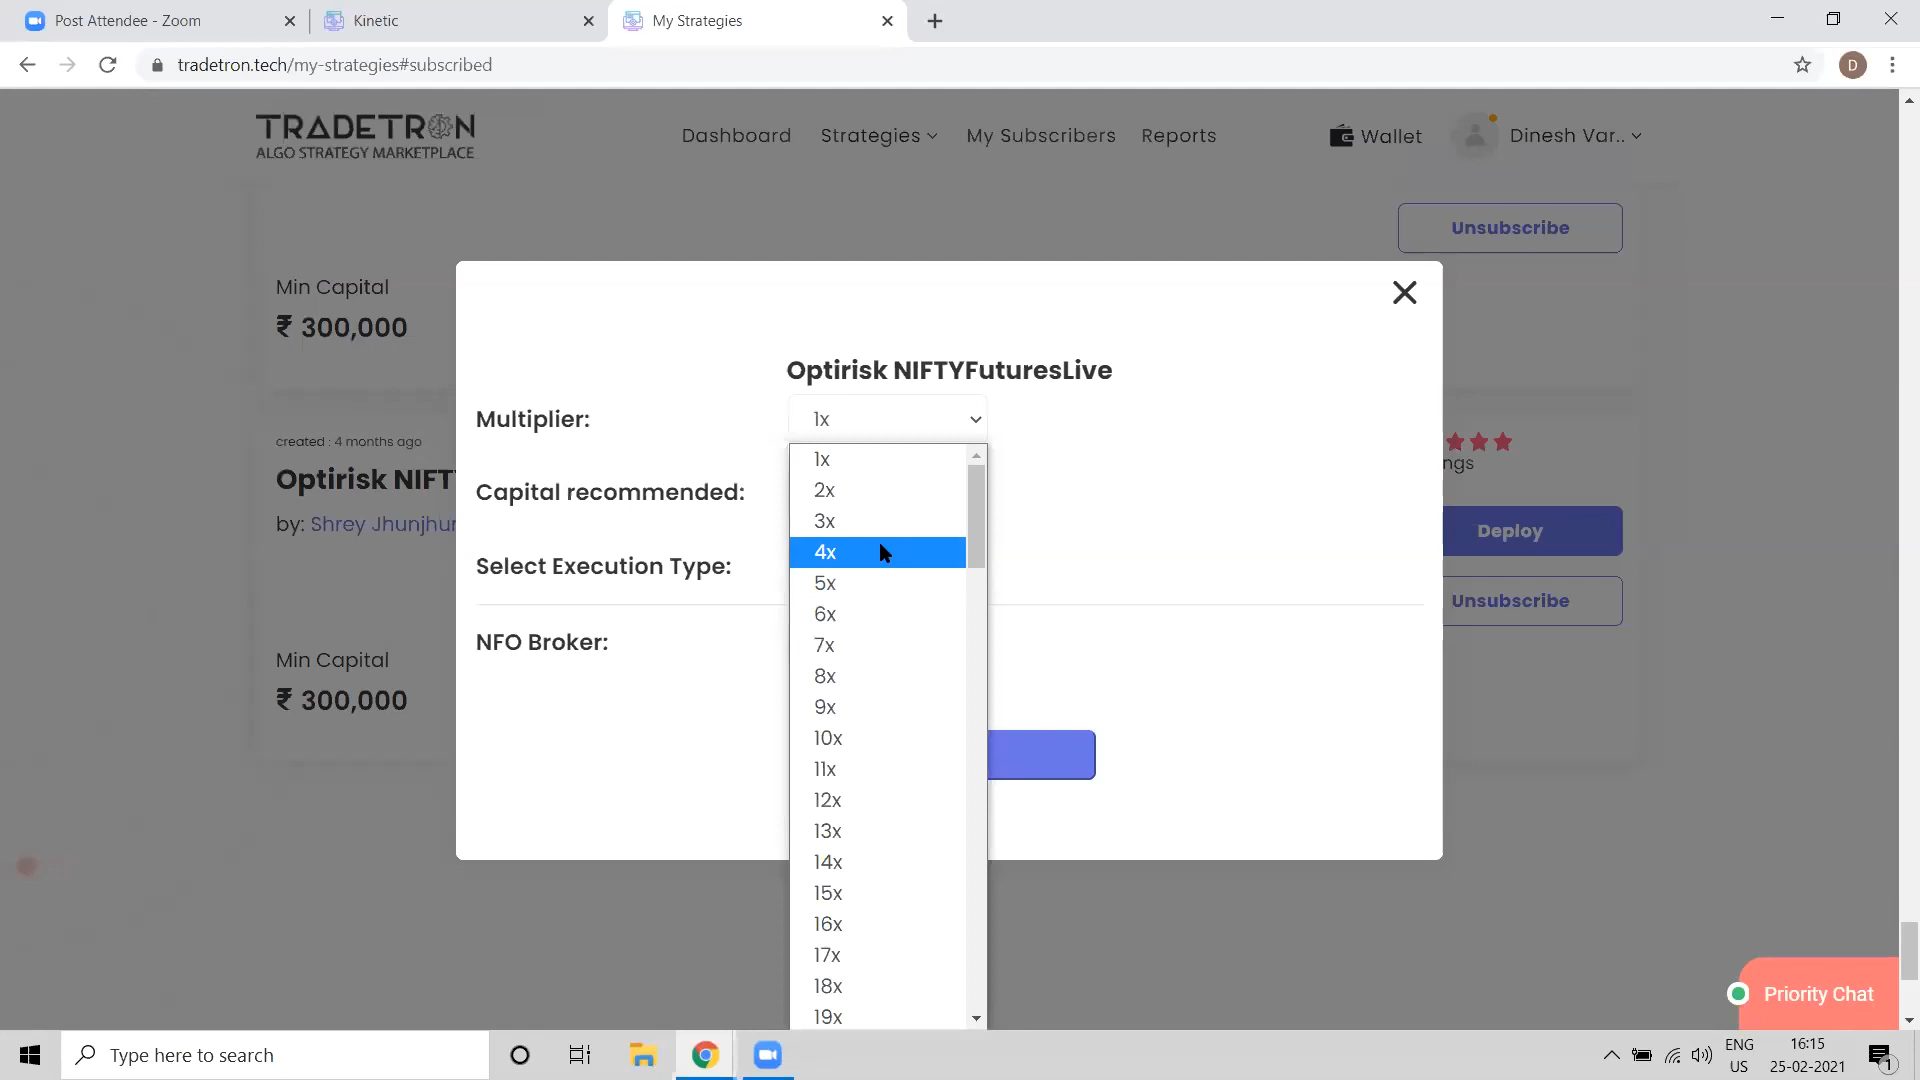 Post Attendee - Zoom
Kinetic
My Strategies
tradetron.tech/my-strategies#subscribed
D
TRADETRON
ALGO STRATEGY MARKETPLACE
Dashboard
Strategies
My Subscribers
Reports
Wallet
Dinesh Var..
Unsubscribe
Min Capital
₹ 300,000
created : 4 months ago
Optirisk NIFT
by: Shrey Jhunjhun
ngs
Deploy
Unsubscribe
Min Capital
₹ 300,000
Optirisk NIFTYFuturesLive
Multiplier:
1x
Capital recommended:
Select Execution Type:
NFO Broker:
1x
2x
3x
4x
5x
6x
7x
8x
9x
10x
11x
12x
13x
14x
15x
16x
17x
18x
19x
Priority Chat
Type here to search
ENG
US
16:15
25-02-2021
1